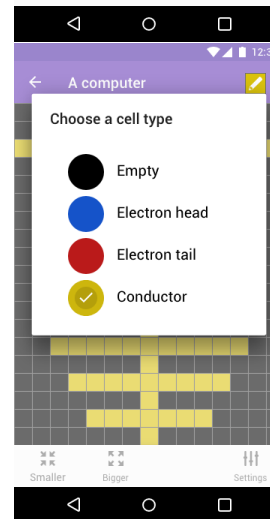 12:3
A computer
Choose a cell type
Empty
Electron head
Electron tail
Conductor
Smaller
Bigger
Settings